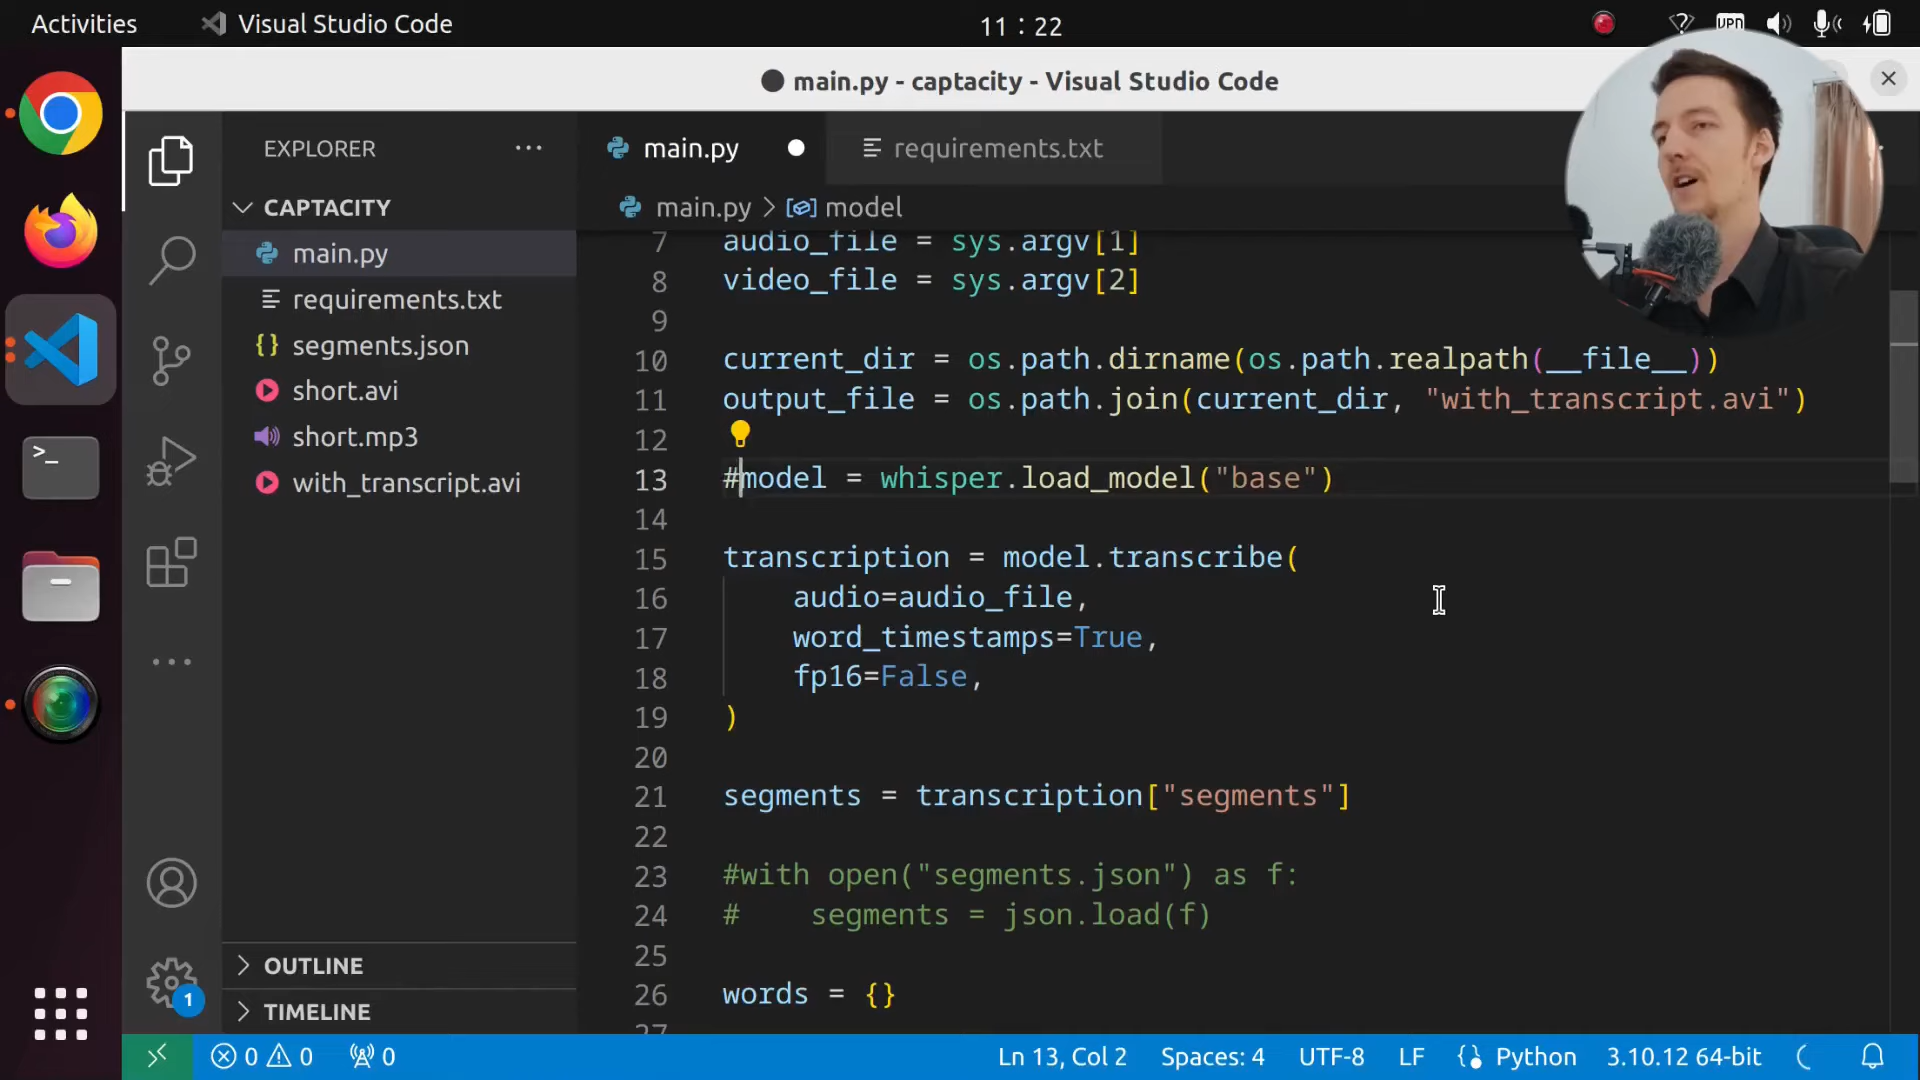 Activities
Visual Studio Code
11 : 22
VPN
main.py - captacity - Visual Studio Code
EXPLORER
main.py
requirements.txt
CAPTACITY
main.py > model
main.py
requirements.txt
segments.json
short.avi
short.mp3
with_transcript.avi
7 audio_file = sys.argv[1]
8 video_file = sys.argv[2]
9
10 current_dir = os.path.dirname(os.path.realpath(__file__))
11 output_file = os.path.join(current_dir, "with_transcript.avi")
12
13 #model = whisper.load_model("base")
14
15 transcription = model.transcribe(
16     audio=audio_file,
17     word_timestamps=True,
18     fp16=False,
19 )
20
21 segments = transcription["segments"]
22
23 #with open("segments.json") as f:
24 #    segments = json.load(f)
25
26 words = {}
27
OUTLINE
TIMELINE
1
0 0 0
Ln 13, Col 2
Spaces: 4
UTF-8
LF
Python
3.10.12 64-bit